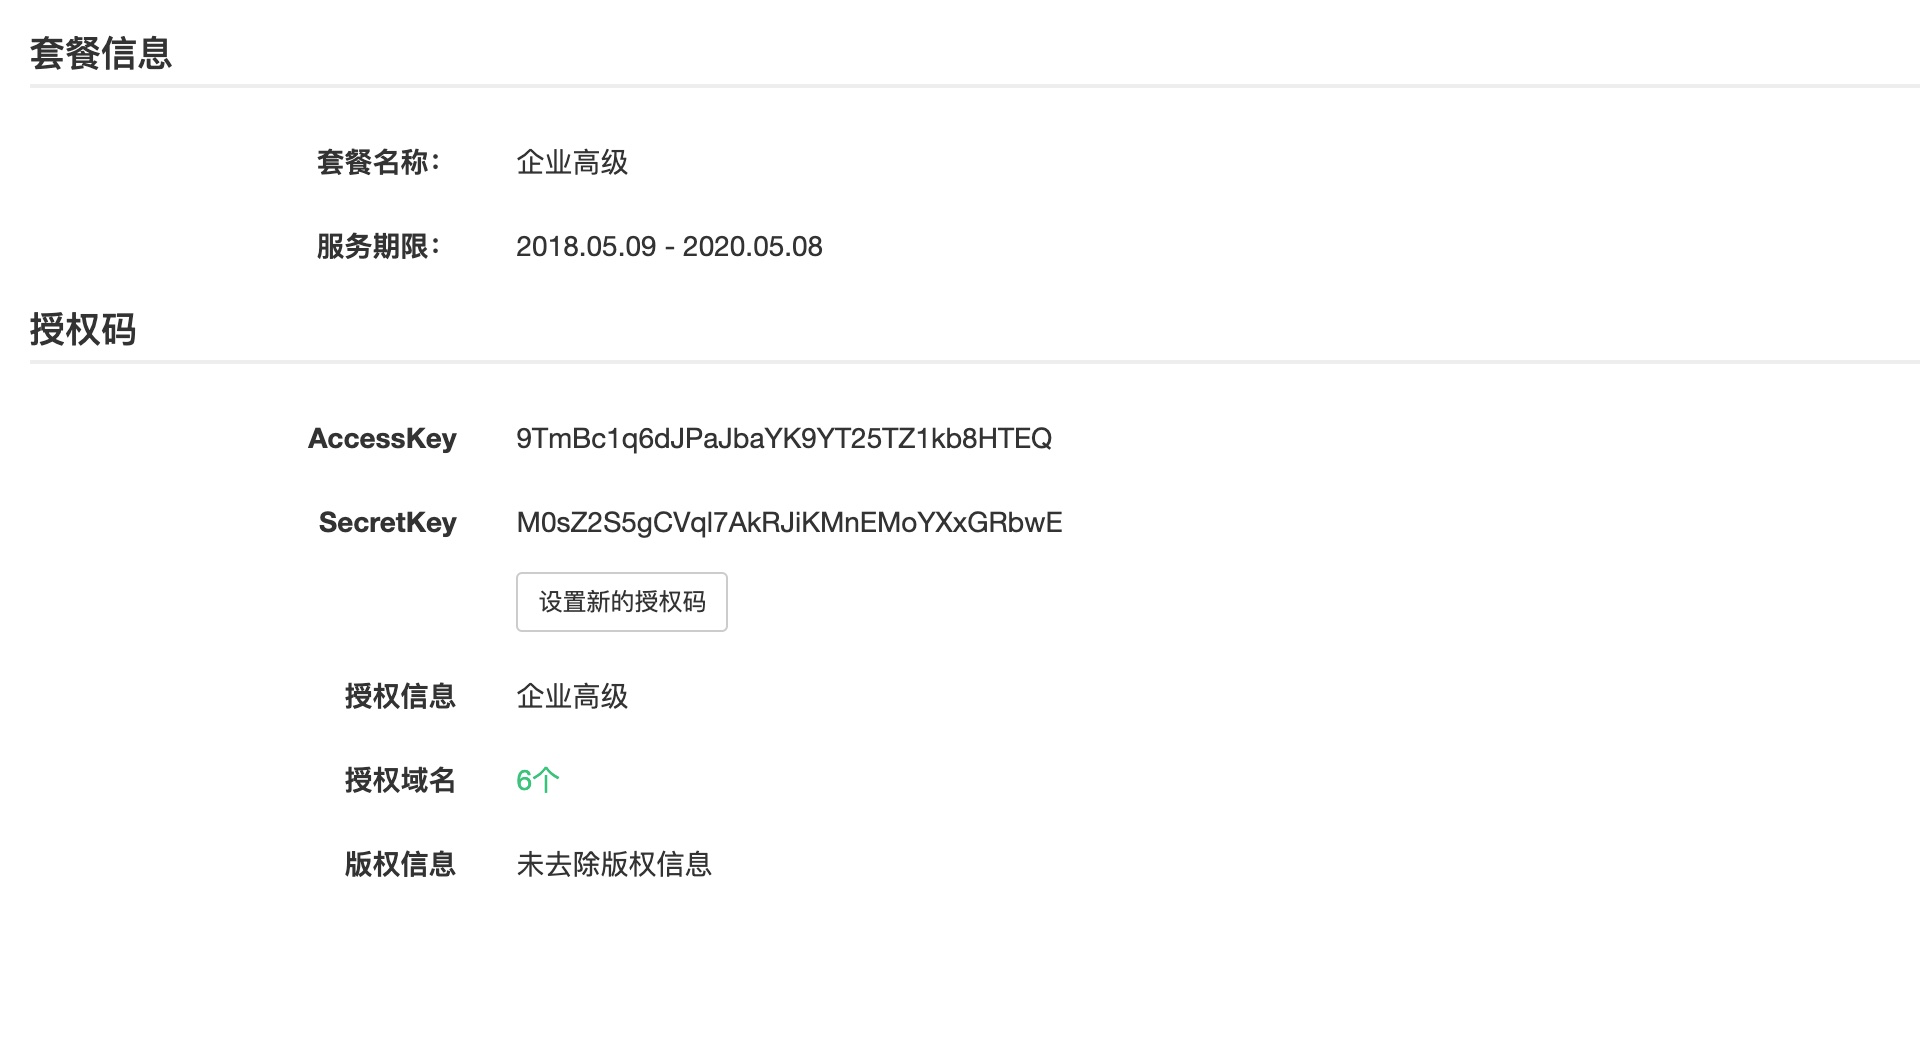 套餐信息
套餐名称： 企业高级
服务期限： 2018.05.09 - 2020.05.08
授权码
AccessKey 9TmBc1q6dJPaJbaYK9YT25TZ1kb8HTEQ
SecretKey M0sZ2S5gCVql7AkRJiKMnEMoYXxGRbwE
设置新的授权码
授权信息 企业高级
授权域名 6个
版权信息 未去除版权信息